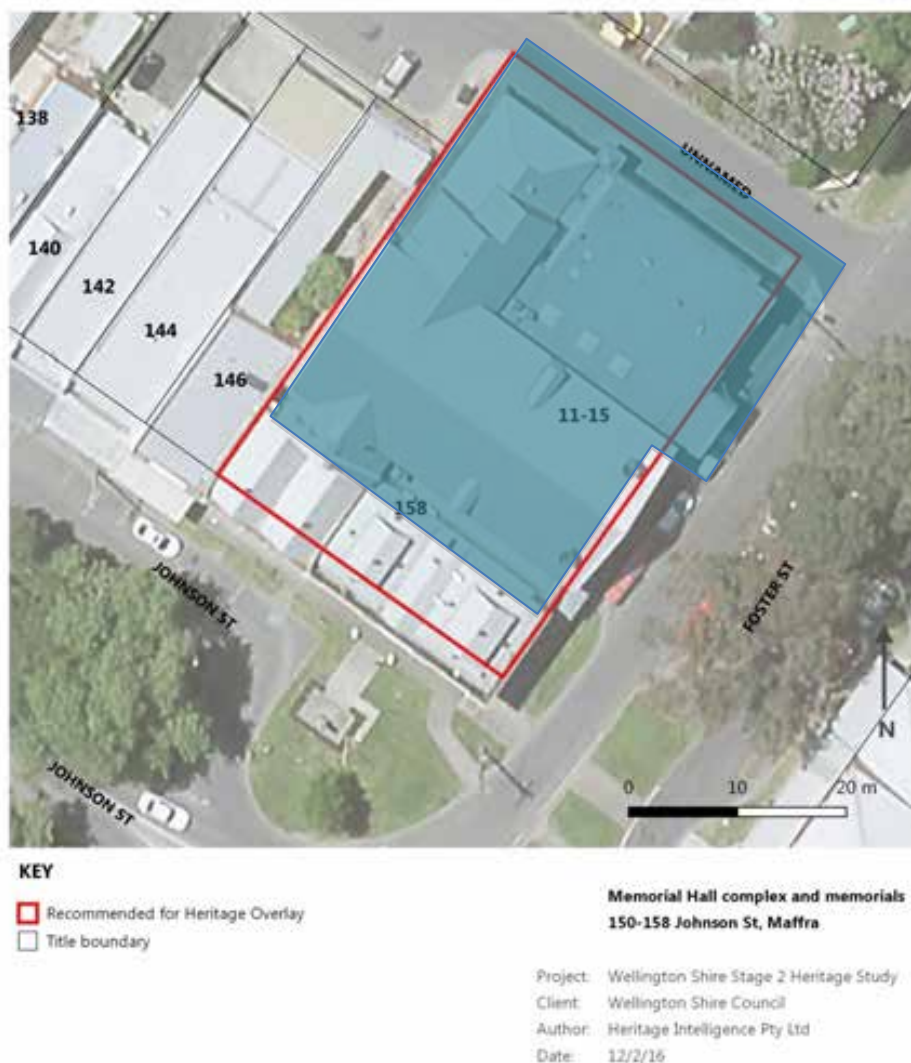 138
UNNAMED
140
142
144
146
11-15
158
JOHNSON ST
FOSTER ST
N
JOHNSON ST
0 10 20 m
KEY
Recommended for Heritage Overlay
Title boundary
Memorial Hall complex and memorials
150-158 Johnson St, Maffra
Project: Wellington Shire Stage 2 Heritage Study
Client: Wellington Shire Council
Author: Heritage Intelligence Pty Ltd
Date: 12/2/16